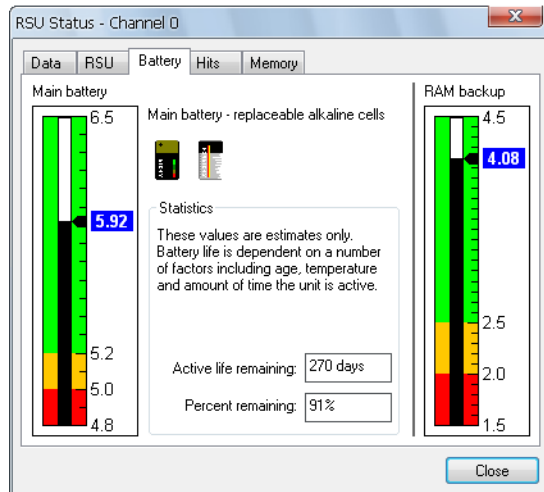 RSU Status - Channel 0
Data RSU Battery Hits Memory
Main battery
6.5
5.92
5.2
5.0
4.8
Main battery - replaceable alkaline cells
Statistics
These values are estimates only.
Battery life is dependent on a number
of factors including age, temperature
and amount of time the unit is active.
Active life remaining: 270 days
Percent remaining: 91%
RAM backup
4.5
4.08
2.5
2.0
1.5
Close